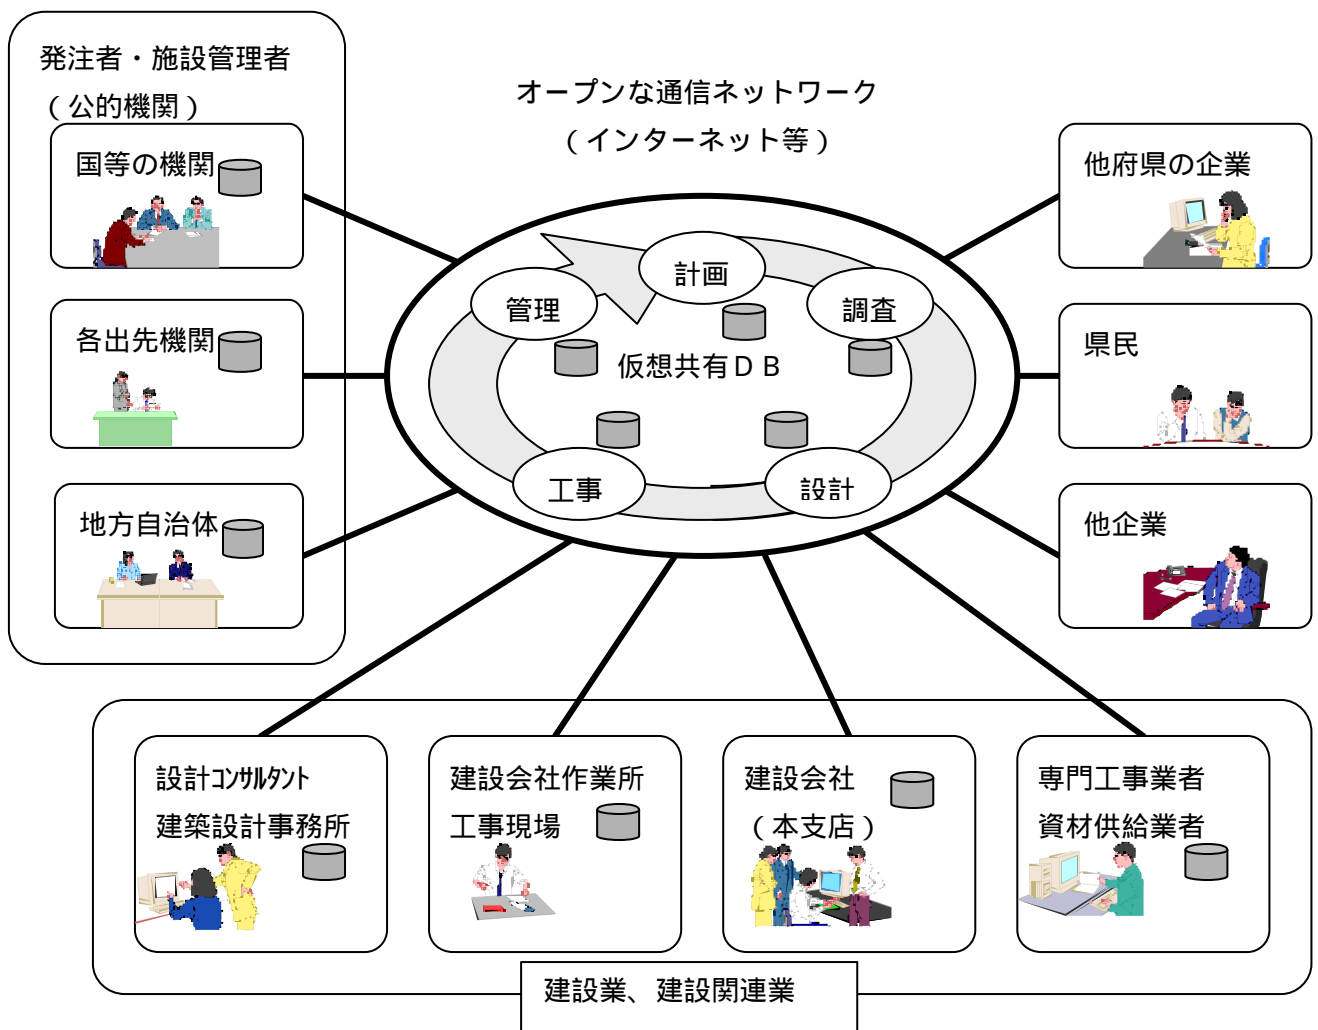 発注者・施設管理者
（公的機関）
国等の機関
各出先機関
地方自治体
オープンな通信ネットワーク
（インターネット等）
計画
管理
調査
仮想共有ＤＢ
工事
設計
他府県の企業
県民
他企業
設計ｺﾝｻﾙﾀﾝﾄ
建築設計事務所
建設会社作業所
工事現場
建設会社
（本支店）
専門工事業者
資材供給業者
建設業、建設関連業